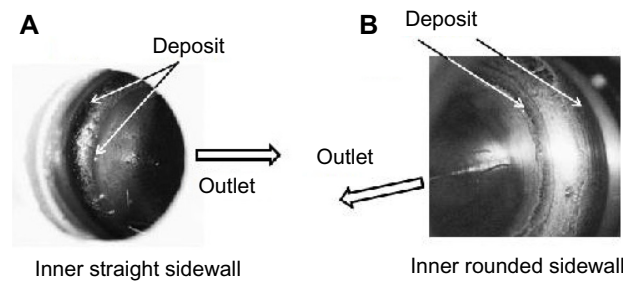 A
Deposit
Outlet
Inner straight sidewall
B
Deposit
Outlet
Inner rounded sidewall